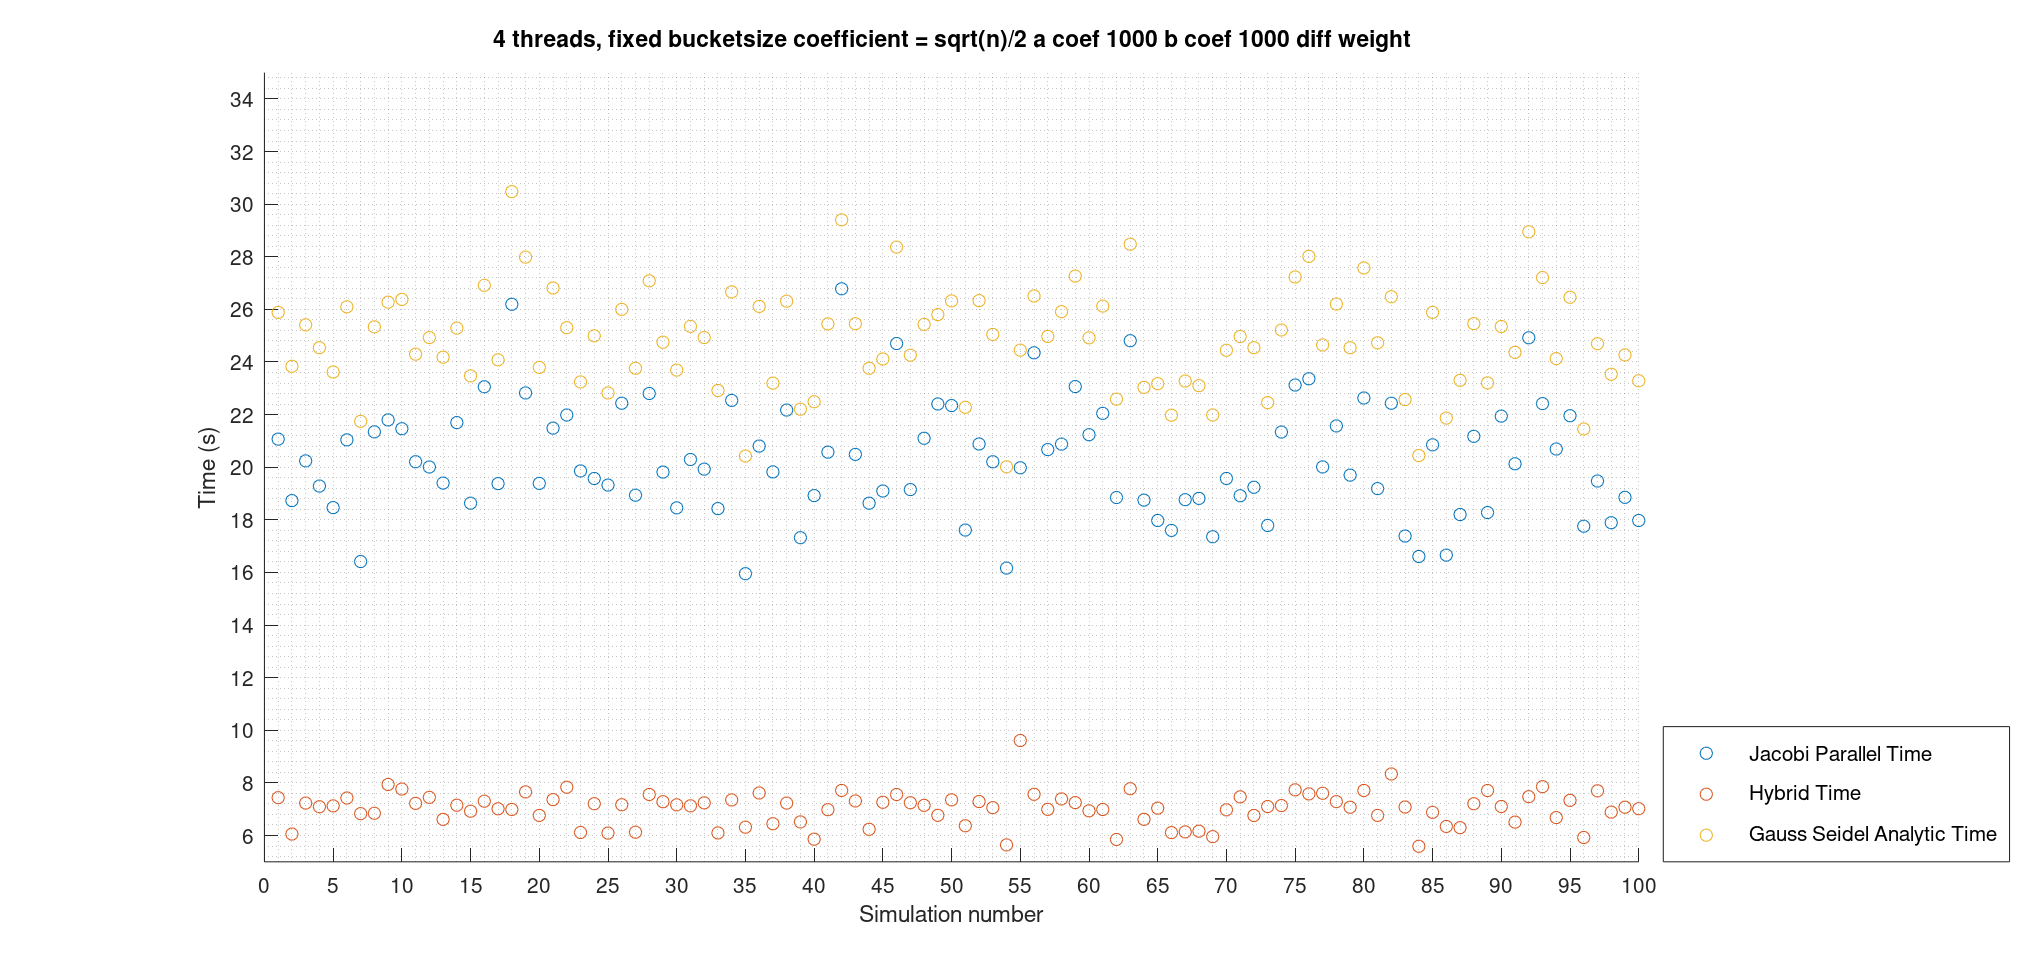 4 threads, fixed bucketsize coefficient = sqrt(n)/2 a coef 1000 b coef 1000 diff weight
34
32
30
28
26
24
22
20
18
16
14
12
10
8
6
Time (s)
0 5 10 15 20 25 30 35 40 45 50 55 60 65 70 75 80 85 90 95 100
Simulation number
Jacobi Parallel Time
Hybrid Time
Gauss Seidel Analytic Time